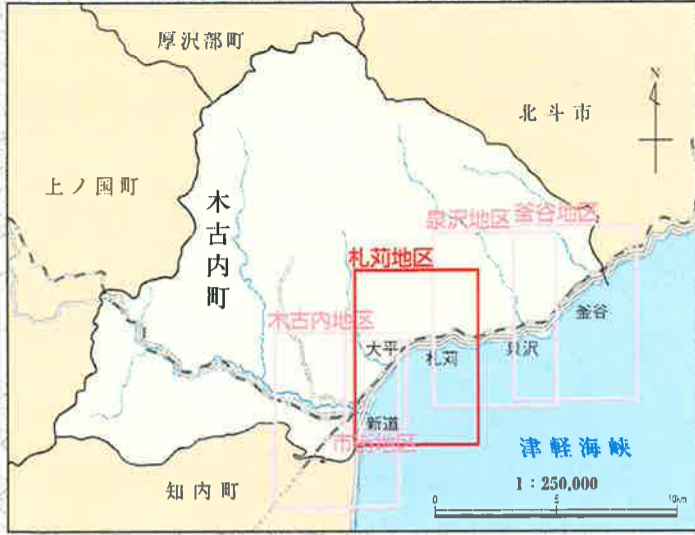 厚沢部町
N
北斗市
上ノ国町
木古内町
泉沢地区
釜谷地区
札苅地区
木古内地区
釜谷
大平
札苅
泉沢
新道
市街地区
津軽海峡
知内町
1：250,000
0
5
10km